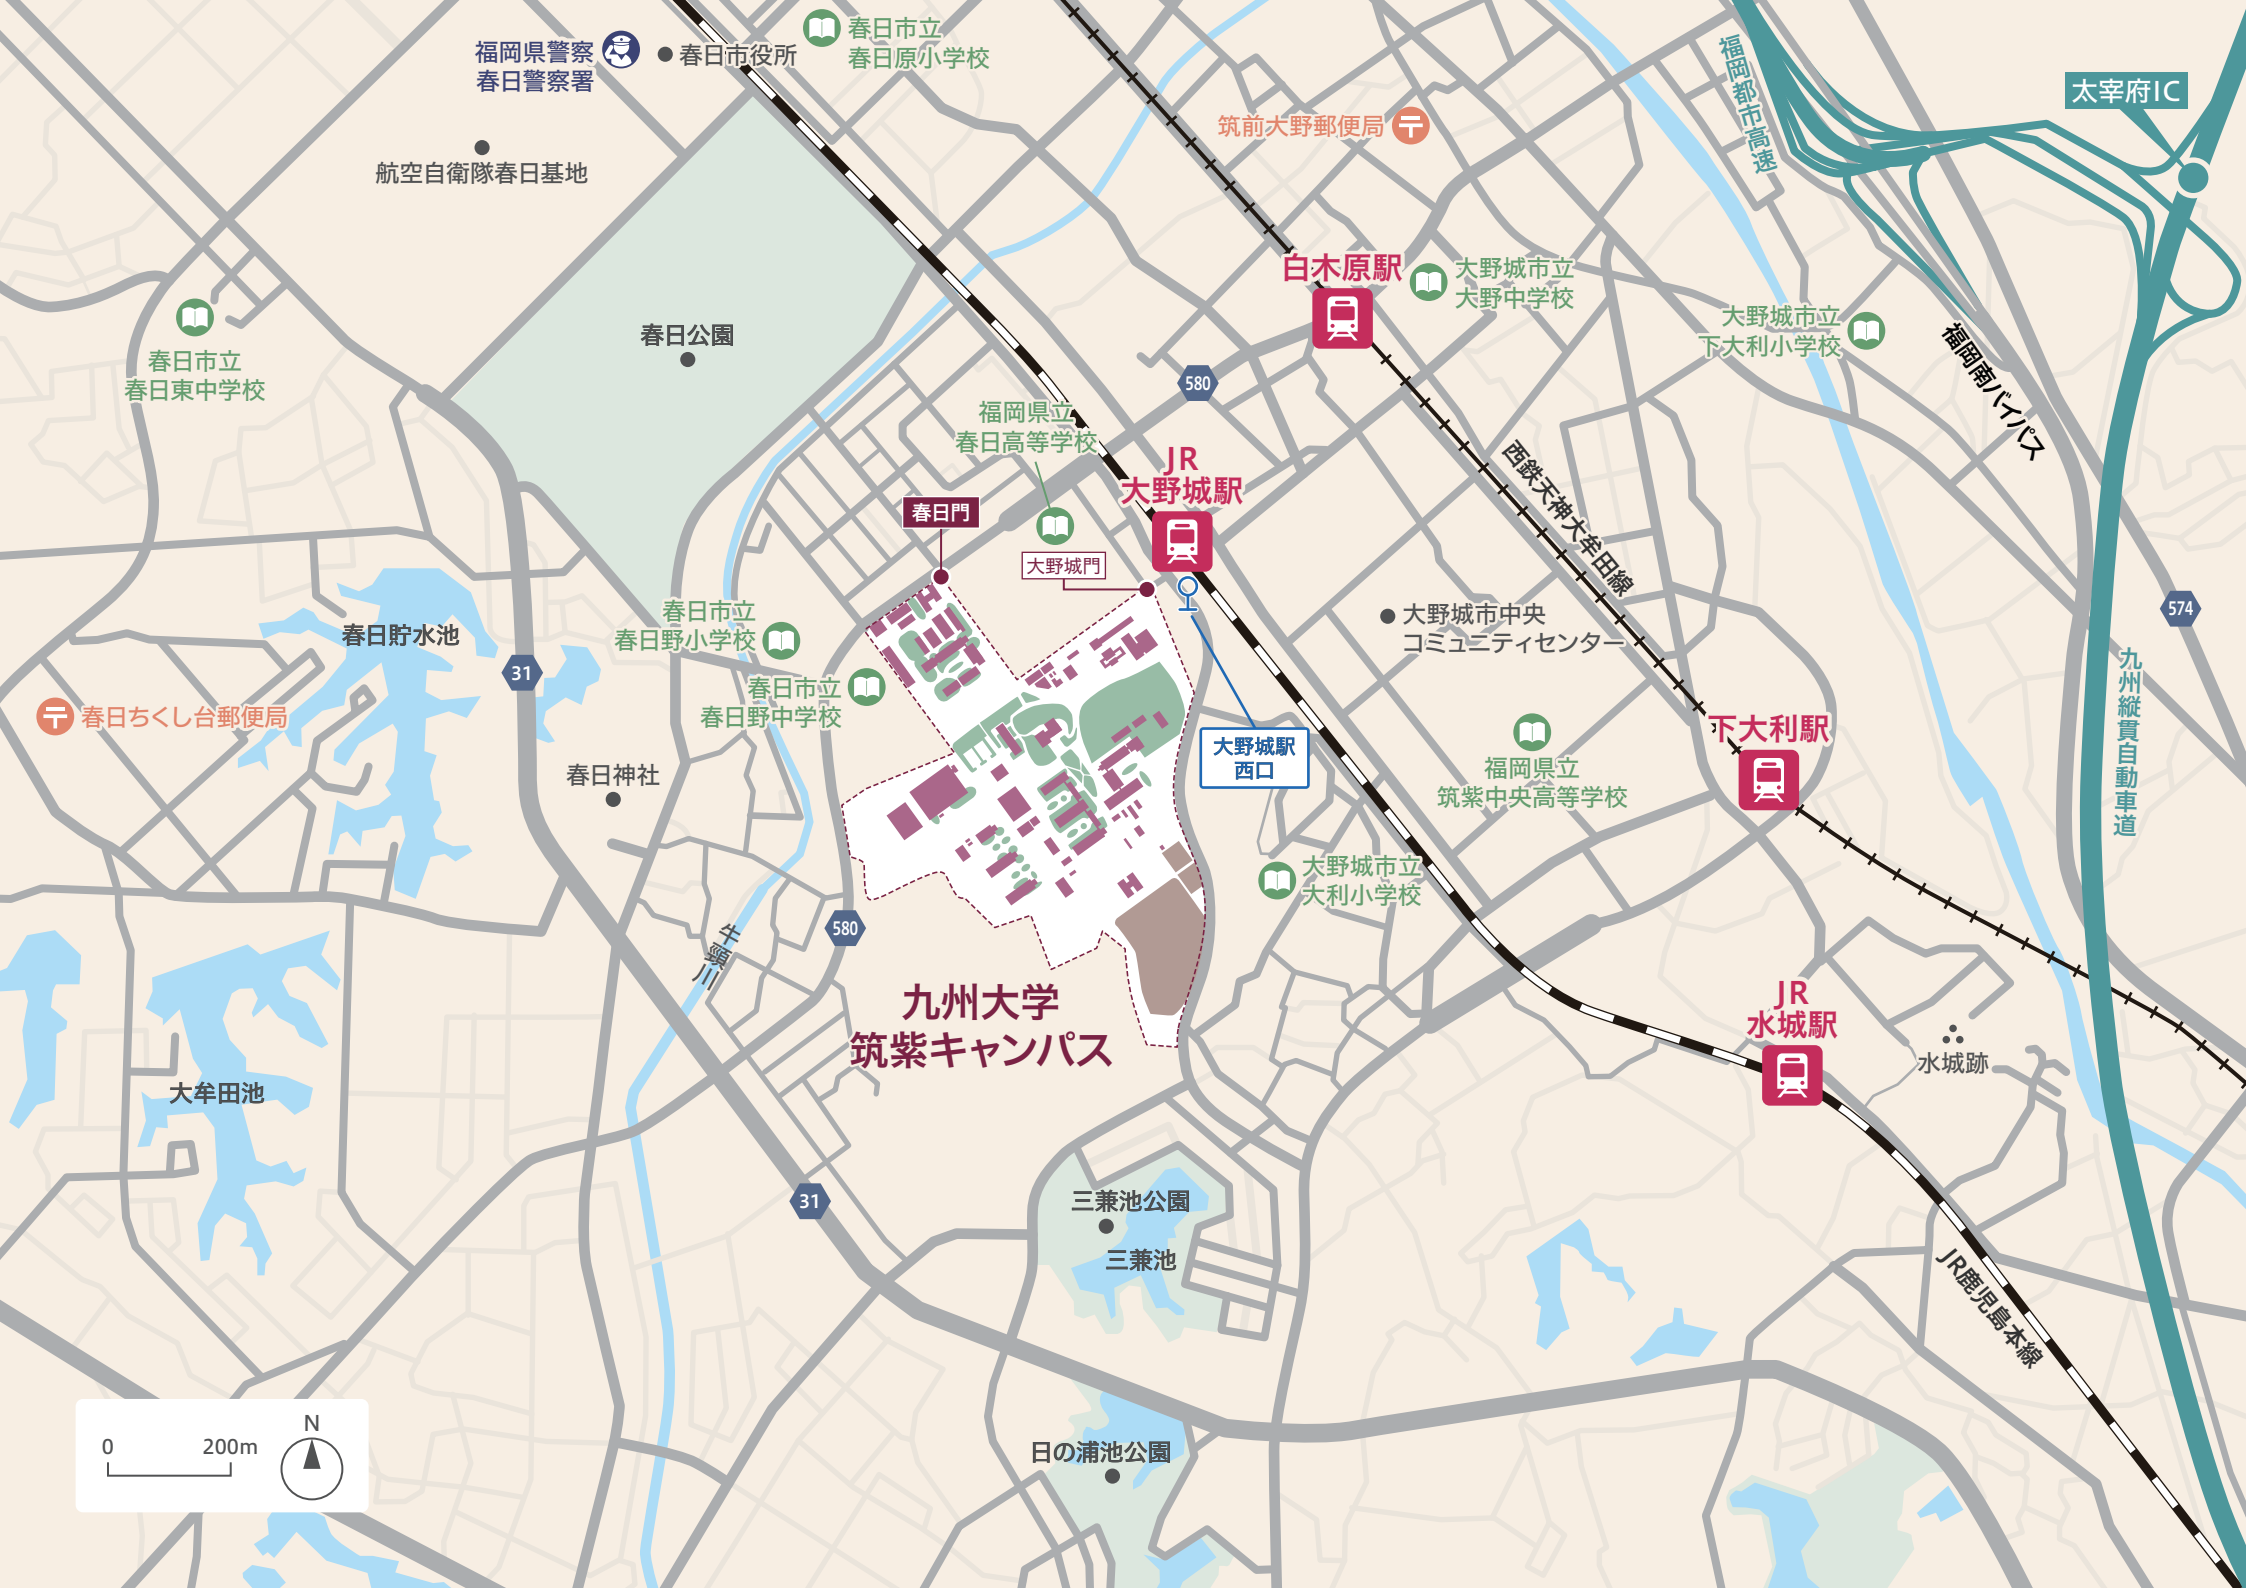 福岡県警察
春日警察署
春日市役所
春日市立
春日原小学校
航空自衛隊春日基地
筑前大野郵便局
福岡都市高速
太宰府IC
白木原駅
大野城市立
大野中学校
大野城市立
下大利小学校
福岡南バイパス
春日公園
春日市立
春日東中学校
580
福岡県立
春日高等学校
JR
大野城駅
西鉄天神大牟田線
春日門
大野城門
大野城市中央
コミュニティセンター
574
春日市立
春日野小学校
春日貯水池
31
春日市立
春日野中学校
春日ちくし台郵便局
九州縦貫自動車道
下大利駅
大野城駅
西口
福岡県立
筑紫中央高等学校
春日神社
大野城市立
大利小学校
580
牛頸川
九州大学
筑紫キャンパス
JR
水城駅
水城跡
大牟田池
31
三兼池公園
三兼池
JR鹿児島本線
日の浦池公園
0
200m
N